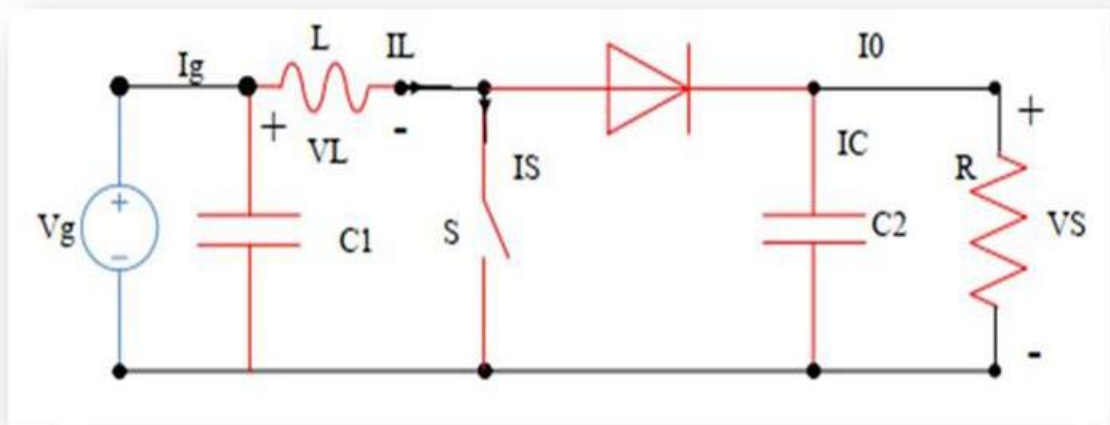 Ig
L
IL
I0
+
VL
-
+
IS
IC
R
+
Vg
-
C1
S
C2
VS
-